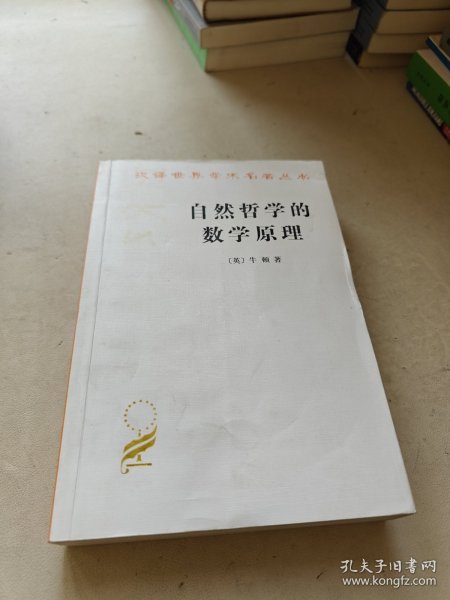 汉译世界学术名著丛书
自然哲学的
数学原理
〔英〕牛顿 著
孔夫子旧书网
www.kongfz.com